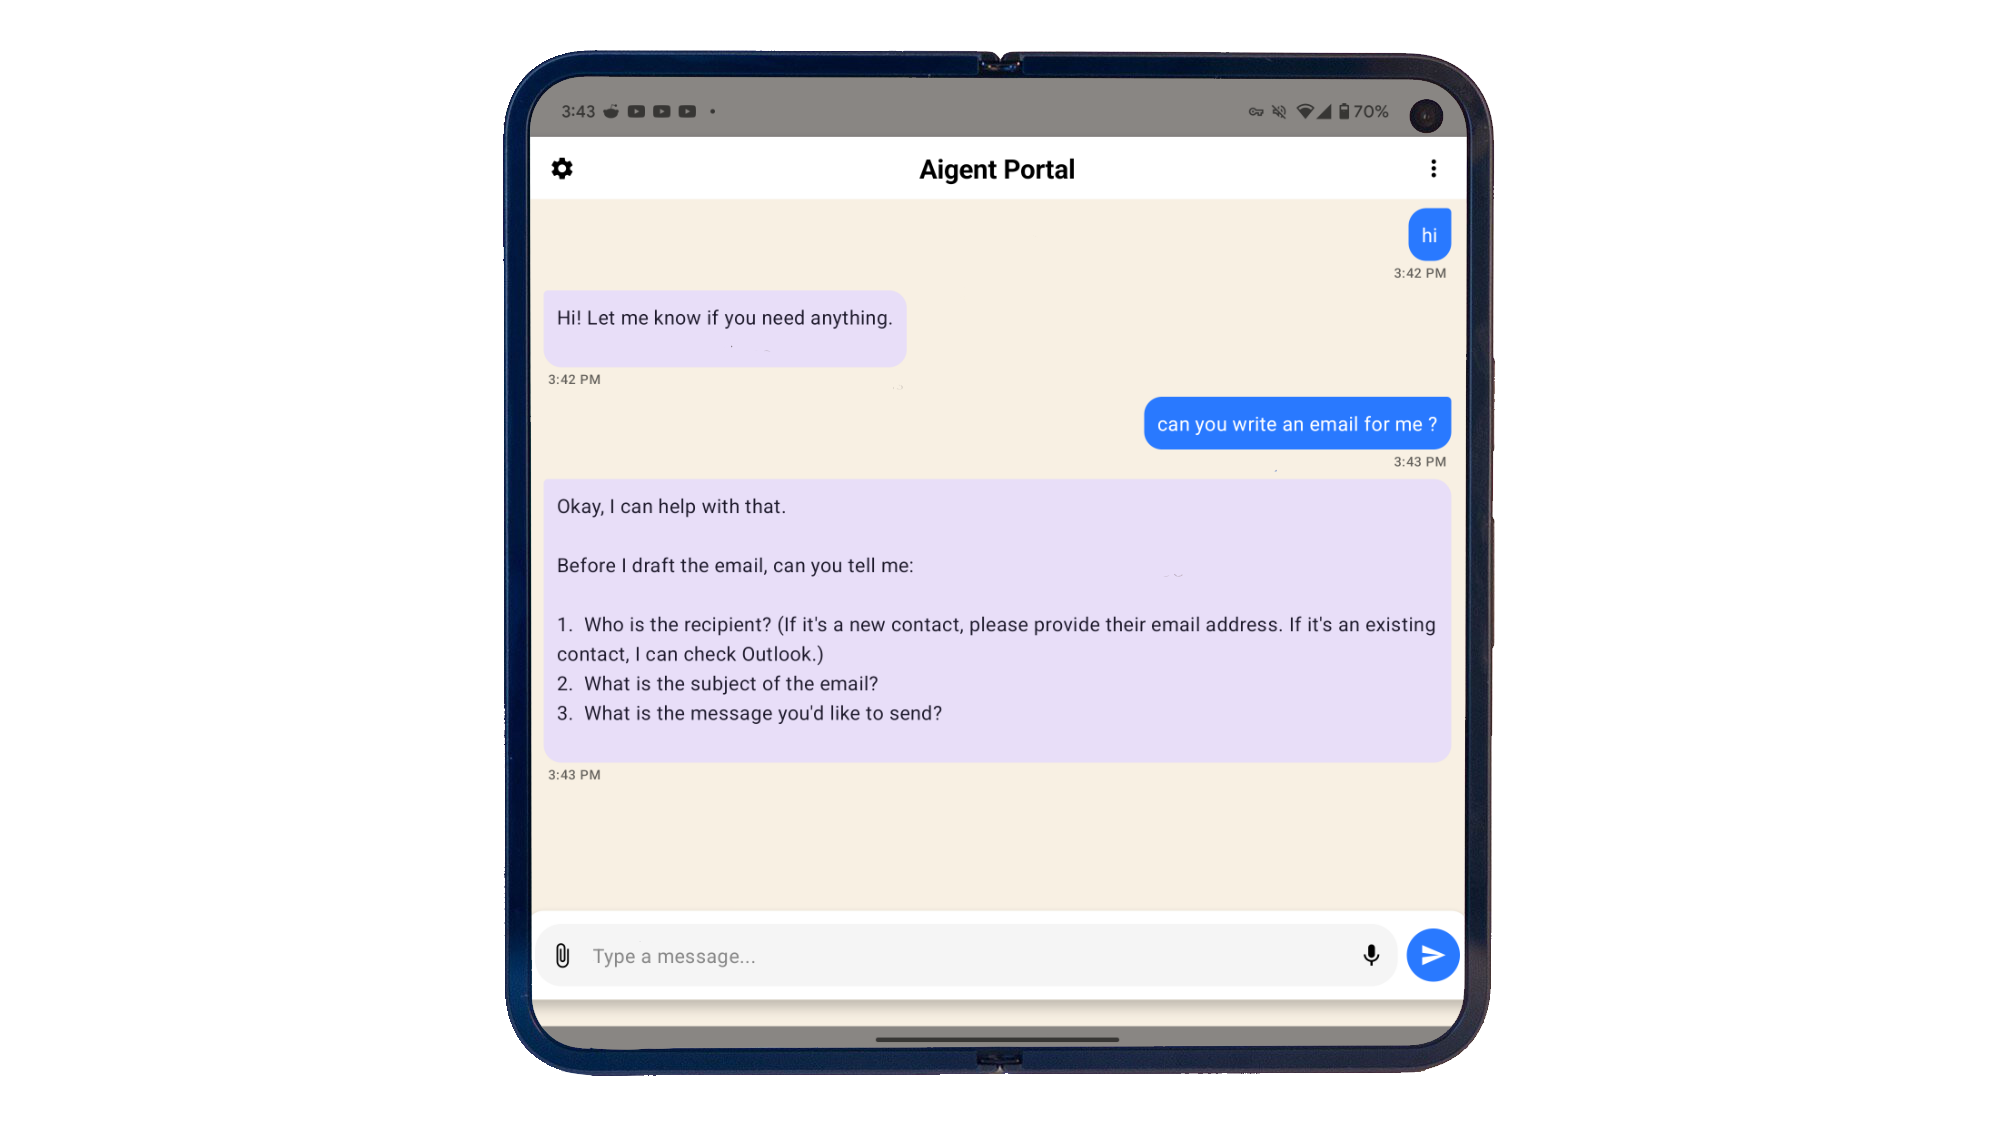 3:43
70%
Aigent Portal
hi
3:42 PM
Hi! Let me know if you need anything.
3:42 PM
can you write an email for me ?
3:43 PM
Okay, I can help with that.
Before I draft the email, can you tell me:
1. Who is the recipient? (If it's a new contact, please provide their email address. If it's an existing
contact, I can check Outlook.)
2. What is the subject of the email?
3. What is the message you'd like to send?
3:43 PM
Type a message...